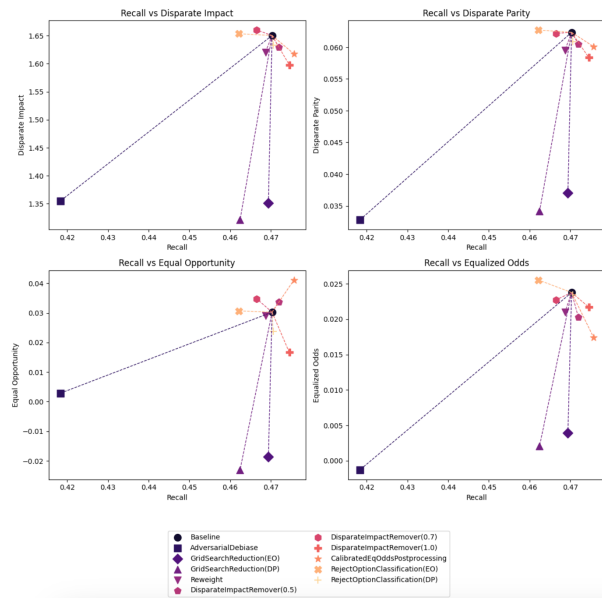 Recall vs Disparate Impact
Disparate Impact
1.65
1.60
1.55
1.50
1.45
1.40
1.35
0.42 0.43 0.44 0.45 0.46 0.47
Recall
Recall vs Disparate Parity
Disparate Parity
0.060
0.055
0.050
0.045
0.040
0.035
0.42 0.43 0.44 0.45 0.46 0.47
Recall
Recall vs Equal Opportunity
Equal Opportunity
0.04
0.03
0.02
0.01
0.00
−0.01
−0.02
0.42 0.43 0.44 0.45 0.46 0.47
Recall
Recall vs Equalized Odds
Equalized Odds
0.025
0.020
0.015
0.010
0.005
0.000
0.42 0.43 0.44 0.45 0.46 0.47
Recall
Baseline
AdversarialDebiase
GridSearchReduction(EO)
GridSearchReduction(DP)
Reweight
DisparateImpactRemover(0.5)
DisparateImpactRemover(0.7)
DisparateImpactRemover(1.0)
CalibratedEqOddsPostprocessing
RejectOptionClassification(EO)
RejectOptionClassification(DP)